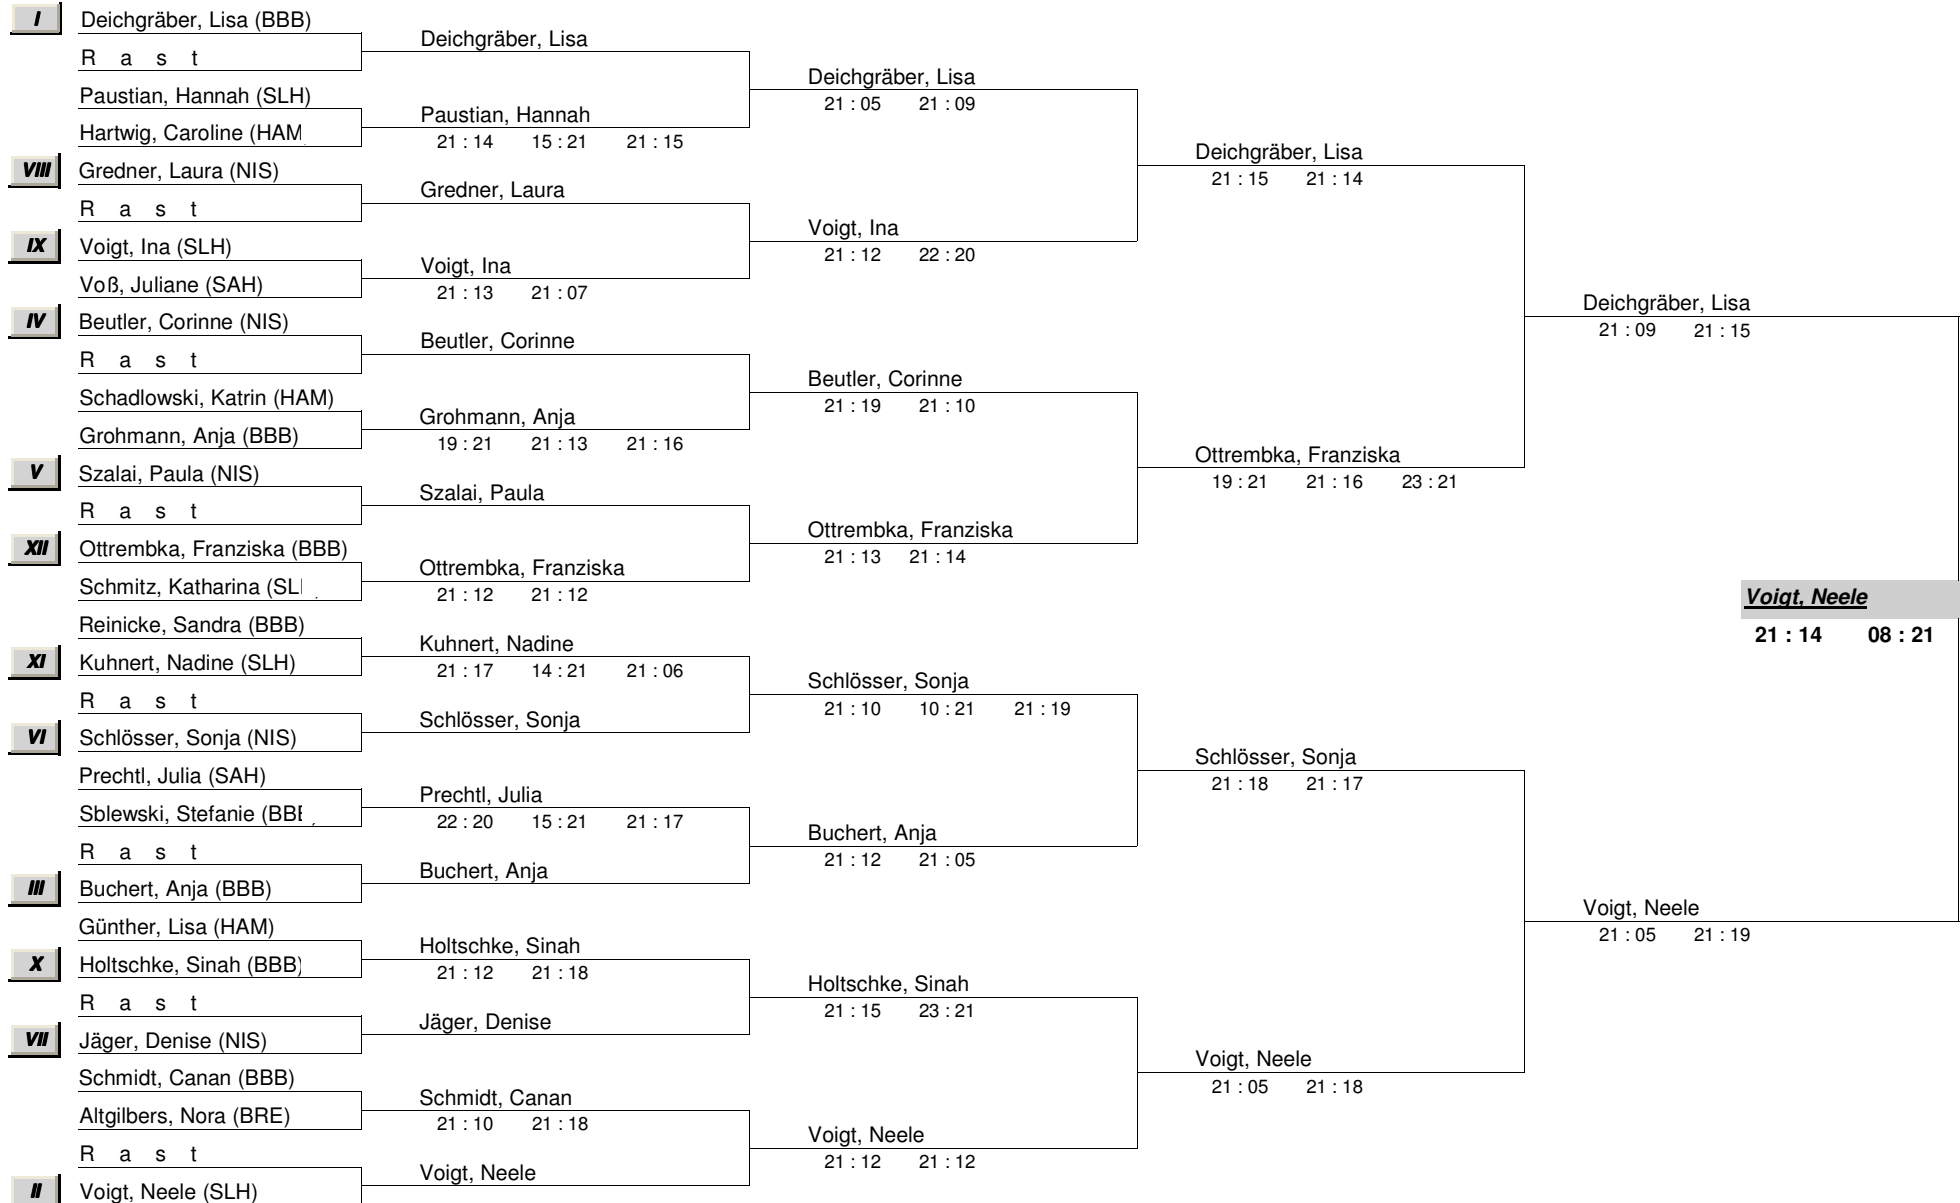 I Deichgräber, Lisa (BBB)
R a s t
Deichgräber, Lisa
Paustian, Hannah (SLH)
Hartwig, Caroline (HAM
Paustian, Hannah
21 : 14 15 : 21 21 : 15
Deichgräber, Lisa
21 : 05 21 : 09
VIII Gredner, Laura (NIS)
R a s t
Gredner, Laura
IX Voigt, Ina (SLH)
Voß, Juliane (SAH)
Voigt, Ina
21 : 13 21 : 07
Voigt, Ina
21 : 12 22 : 20
Deichgräber, Lisa
21 : 15 21 : 14
IV Beutler, Corinne (NIS)
R a s t
Beutler, Corinne
Schadlowski, Katrin (HAM)
Grohmann, Anja (BBB)
Grohmann, Anja
19 : 21 21 : 13 21 : 16
Beutler, Corinne
21 : 19 21 : 10
V Szalai, Paula (NIS)
R a s t
Szalai, Paula
XII Ottrembka, Franziska (BBB)
Schmitz, Katharina (SL
Ottrembka, Franziska
21 : 12 21 : 12
Ottrembka, Franziska
21 : 13 21 : 14
Ottrembka, Franziska
19 : 21 21 : 16 23 : 21
Deichgräber, Lisa
21 : 09 21 : 15
Voigt, Neele
21 : 14 08 : 21
Reinicke, Sandra (BBB)
XI Kuhnert, Nadine (SLH)
Kuhnert, Nadine
21 : 17 14 : 21 21 : 06
R a s t
VI Schlösser, Sonja (NIS)
Schlösser, Sonja
Schlösser, Sonja
21 : 10 10 : 21 21 : 19
Prechtl, Julia (SAH)
Sblewski, Stefanie (BBB
Prechtl, Julia
22 : 20 15 : 21 21 : 17
R a s t
III Buchert, Anja (BBB)
Buchert, Anja
Buchert, Anja
21 : 12 21 : 05
Schlösser, Sonja
21 : 18 21 : 17
Günther, Lisa (HAM)
X Holtschke, Sinah (BBB)
Holtschke, Sinah
21 : 12 21 : 18
R a s t
VII Jäger, Denise (NIS)
Jäger, Denise
Holtschke, Sinah
21 : 15 23 : 21
Schmidt, Canan (BBB)
Altgilbers, Nora (BRE)
Schmidt, Canan
21 : 10 21 : 18
R a s t
II Voigt, Neele (SLH)
Voigt, Neele
Voigt, Neele
21 : 12 21 : 12
Voigt, Neele
21 : 05 21 : 18
Voigt, Neele
21 : 05 21 : 19